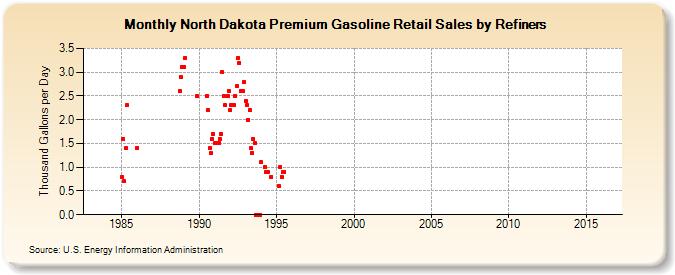 Monthly North Dakota Premium Gasoline Retail Sales by Refiners
Thousand Gallons per Day
3.5
3.0
2.5
2.0
1.5
1.0
0.5
0.0
1985 1990 1995 2000 2005 2010 2015
Source: U.S. Energy Information Administration